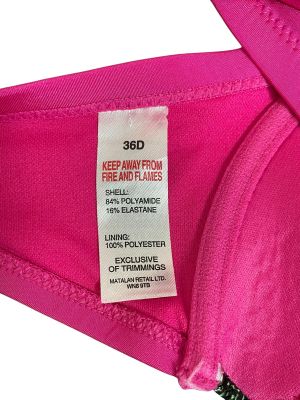 36D
KEEP AWAY FROM
FIRE AND FLAMES
SHELL:
84% POLYAMIDE
16% ELASTANE
LINING:
100% POLYESTER
EXCLUSIVE
OF TRIMMINGS
MATALAN RETAIL LTD.
WN8 9TB